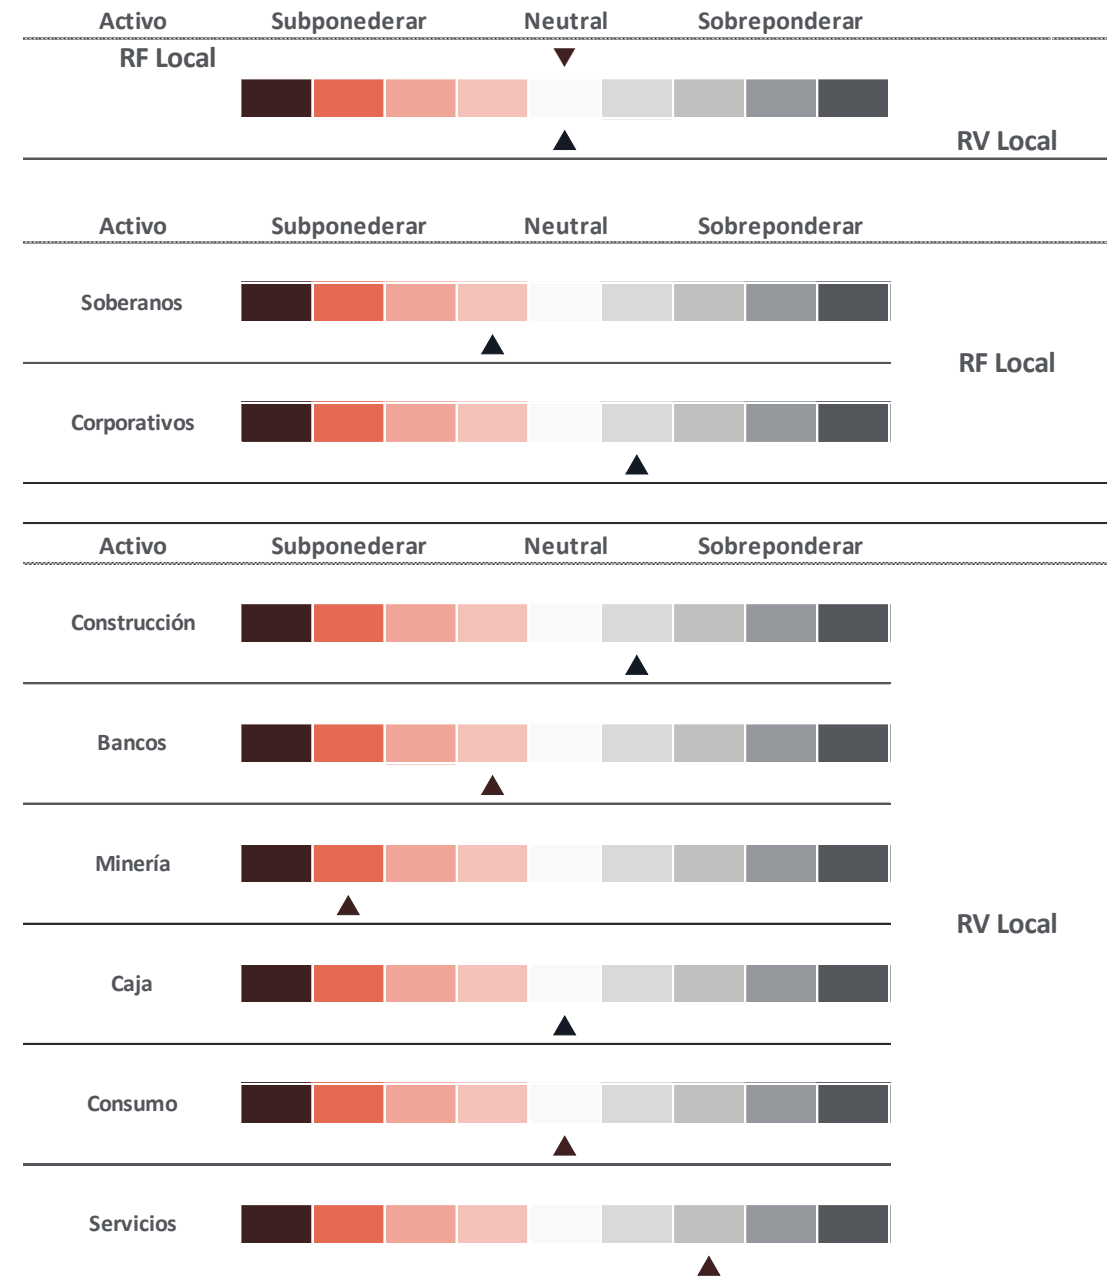 Activo Subponederar Neutral Sobreponderar
RF Local
RV Local
Activo Subponederar Neutral Sobreponderar
Soberanos
RF Local
Corporativos
Activo Subponederar Neutral Sobreponderar
Construcción
Bancos
Minería
RV Local
Caja
Consumo
Servicios